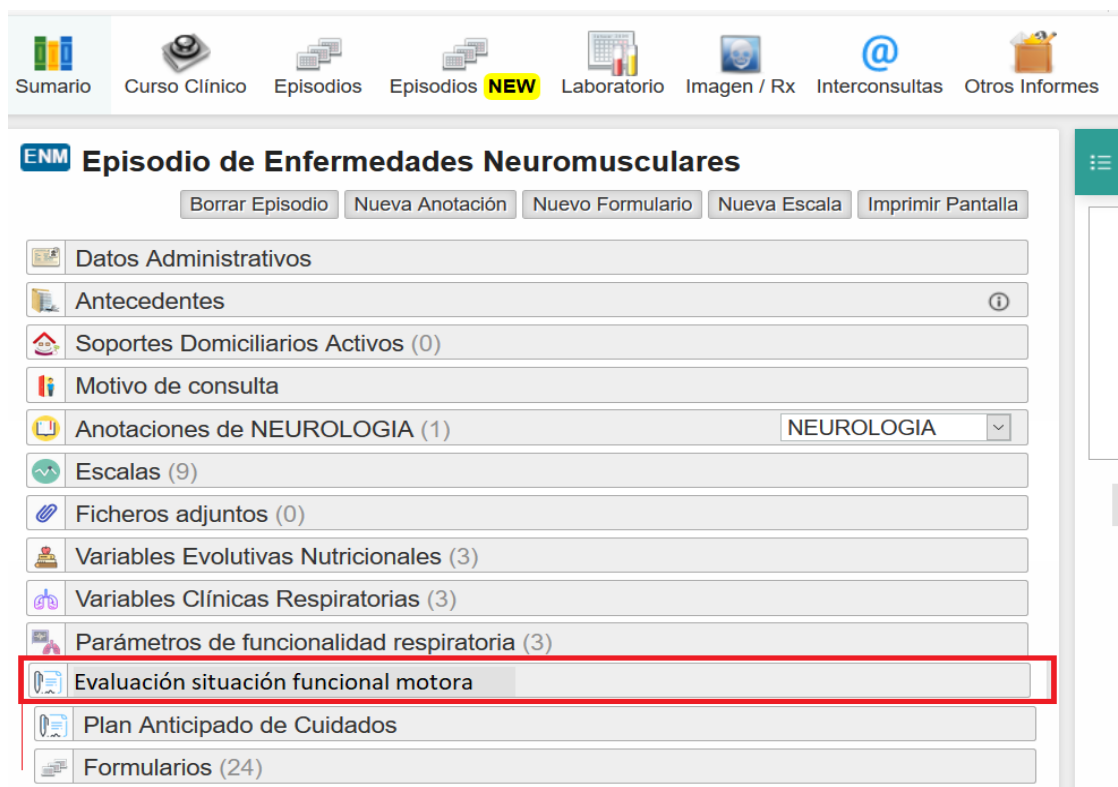 Sumario Curso Clínico Episodios Episodios NEW Laboratorio Imagen / Rx Interconsultas Otros Informes
ENM Episodio de Enfermedades Neuromusculares
Borrar Episodio Nueva Anotación Nuevo Formulario Nueva Escala Imprimir Pantalla
Datos Administrativos
Antecedentes
Soportes Domiciliarios Activos (0)
Motivo de consulta
Anotaciones de NEUROLOGIA (1) NEUROLOGIA
Escalas (9)
Ficheros adjuntos (0)
Variables Evolutivas Nutricionales (3)
Variables Clínicas Respiratorias (3)
Parámetros de funcionalidad respiratoria (3)
Evaluación situación funcional motora
Plan Anticipado de Cuidados
Formularios (24)